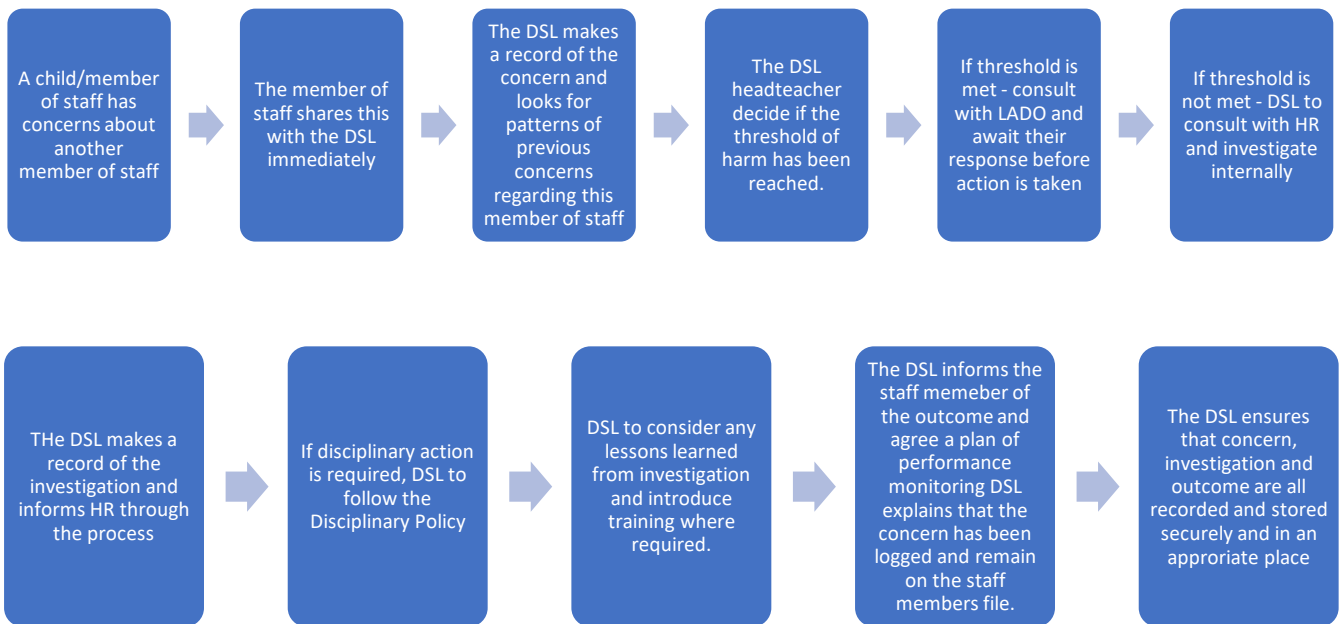 A child/member
of staff has
concerns about
another
member of staff
The member of
staff shares this
with the DSL
immediately
The DSL makes
a record of the
concern and
looks for
patterns of
previous
concerns
regarding this
member of staff
The DSL
headteacher
decide if the
threshold of
harm has been
reached.
If threshold is
met - consult
with LADO and
await their
response before
action is taken
If threshold is
not met - DSL to
consult with HR
and investigate
internally
THe DSL makes a
record of the
investigation and
informs HR through
the process
If disciplinary action
is required, DSL to
follow the
Disciplinary Policy
DSL to consider any
lessons learned
from investigation
and introduce
training where
required.
The DSL informs the
staff memeber of
the outcome and
agree a plan of
performance
monitoring DSL
explains that the
concern has been
logged and remain
on the staff
members file.
The DSL ensures
that concern,
investigation and
outcome are all
recorded and stored
securely and in an
approriate place